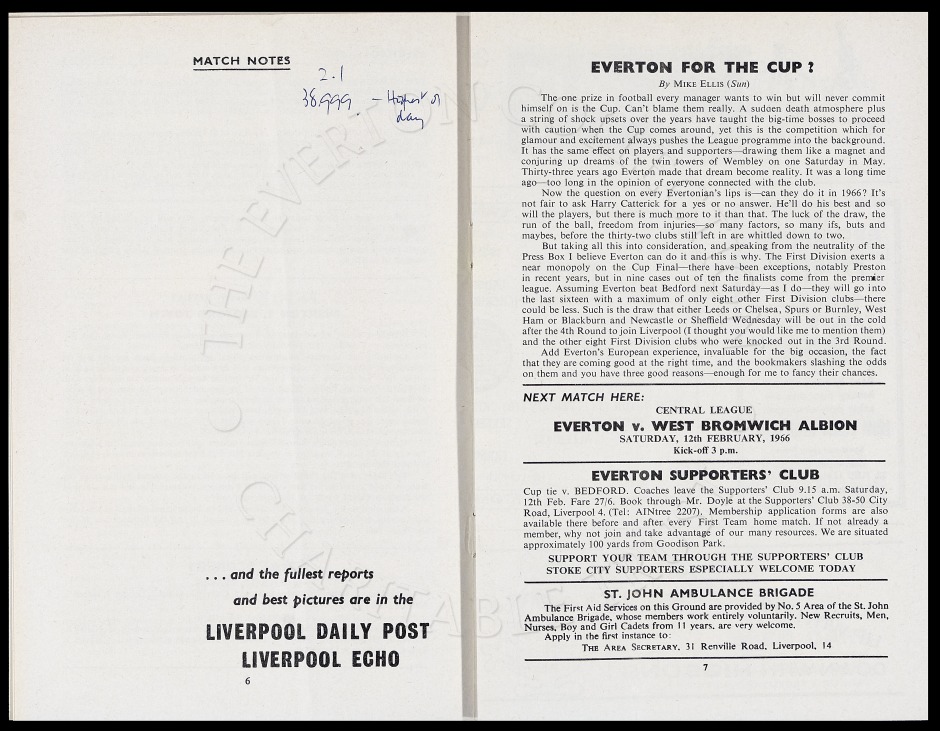 MATCH NOTES
2.1
38,999 – Highest of
day
... and the fullest reports
and best pictures are in the
LIVERPOOL DAILY POST
LIVERPOOL ECHO
6
EVERTON FOR THE CUP?
By MIKE ELLIS (Sun)
The one prize in football every manager wants to win but will never commit
himself on is the Cup. Can't blame them really. A sudden death atmosphere plus
a string of shock upsets over the years have taught the big-time bosses to proceed
with caution when the Cup comes around, yet this is the competition which for
glamour and excitement always pushes the League programme into the background.
It has the same effect on players and supporters—drawing them like a magnet and
conjuring up dreams of the twin towers of Wembley on one Saturday in May.
Thirty-three years ago Everton made that dream become reality. It was a long time
ago—too long in the opinion of everyone connected with the club.
Now the question on every Evertonian's lips is—can they do it in 1966? It's
not fair to ask Harry Catterick for a yes or no answer. He'll do his best and so
will the players, but there is much more to it than that. The luck of the draw, the
run of the ball, freedom from injuries—so many factors, so many ifs, buts and
maybes, before the thirty-two clubs still left in are whittled down to two.
But taking all this into consideration, and speaking from the neutrality of the
Press Box I believe Everton can do it and this is why. The First Division exerts a
near monopoly on the Cup Final—there have been exceptions, notably Preston
in recent years, but in nine cases out of ten the finalists come from the premier
league. Assuming Everton beat Bedford next Saturday—as I do—they will go into
the last sixteen with a maximum of only eight other First Division clubs—there
could be less. Such is the draw that either Leeds or Chelsea, Spurs or Burnley, West
Ham or Blackburn and Newcastle or Sheffield Wednesday will be out in the cold
after the 4th Round to join Liverpool (I thought you would like me to mention them)
and the other eight First Division clubs who were knocked out in the 3rd Round.
Add Everton's European experience, invaluable for the big occasion, the fact
that they are coming good at the right time, and the bookmakers slashing the odds
on them and you have three good reasons—enough for me to fancy their chances.
NEXT MATCH HERE:
CENTRAL LEAGUE
EVERTON v. WEST BROMWICH ALBION
SATURDAY, 12th FEBRUARY, 1966
Kick-off 3 p.m.
EVERTON SUPPORTERS' CLUB
Cup tie v. BEDFORD. Coaches leave the Supporters' Club 9.15 a.m. Saturday,
12th Feb. Fare 27/6. Book through Mr. Doyle at the Supporters' Club 38-50 City
Road, Liverpool 4. (Tel: AINtree 2207). Membership application forms are also
available there before and after every First Team home match. If not already a
member, why not join and take advantage of our many resources. We are situated
approximately 100 yards from Goodison Park.
SUPPORT YOUR TEAM THROUGH THE SUPPORTERS' CLUB
STOKE CITY SUPPORTERS ESPECIALLY WELCOME TODAY
ST. JOHN AMBULANCE BRIGADE
The First Aid Services on this Ground are provided by No. 5 Area of the St. John
Ambulance Brigade, whose members work entirely voluntarily. New Recruits, Men,
Nurses, Boy and Girl Cadets from 11 years, are very welcome.
Apply in the first instance to:
THE AREA SECRETARY, 31 Renville Road, Liverpool, 14
7